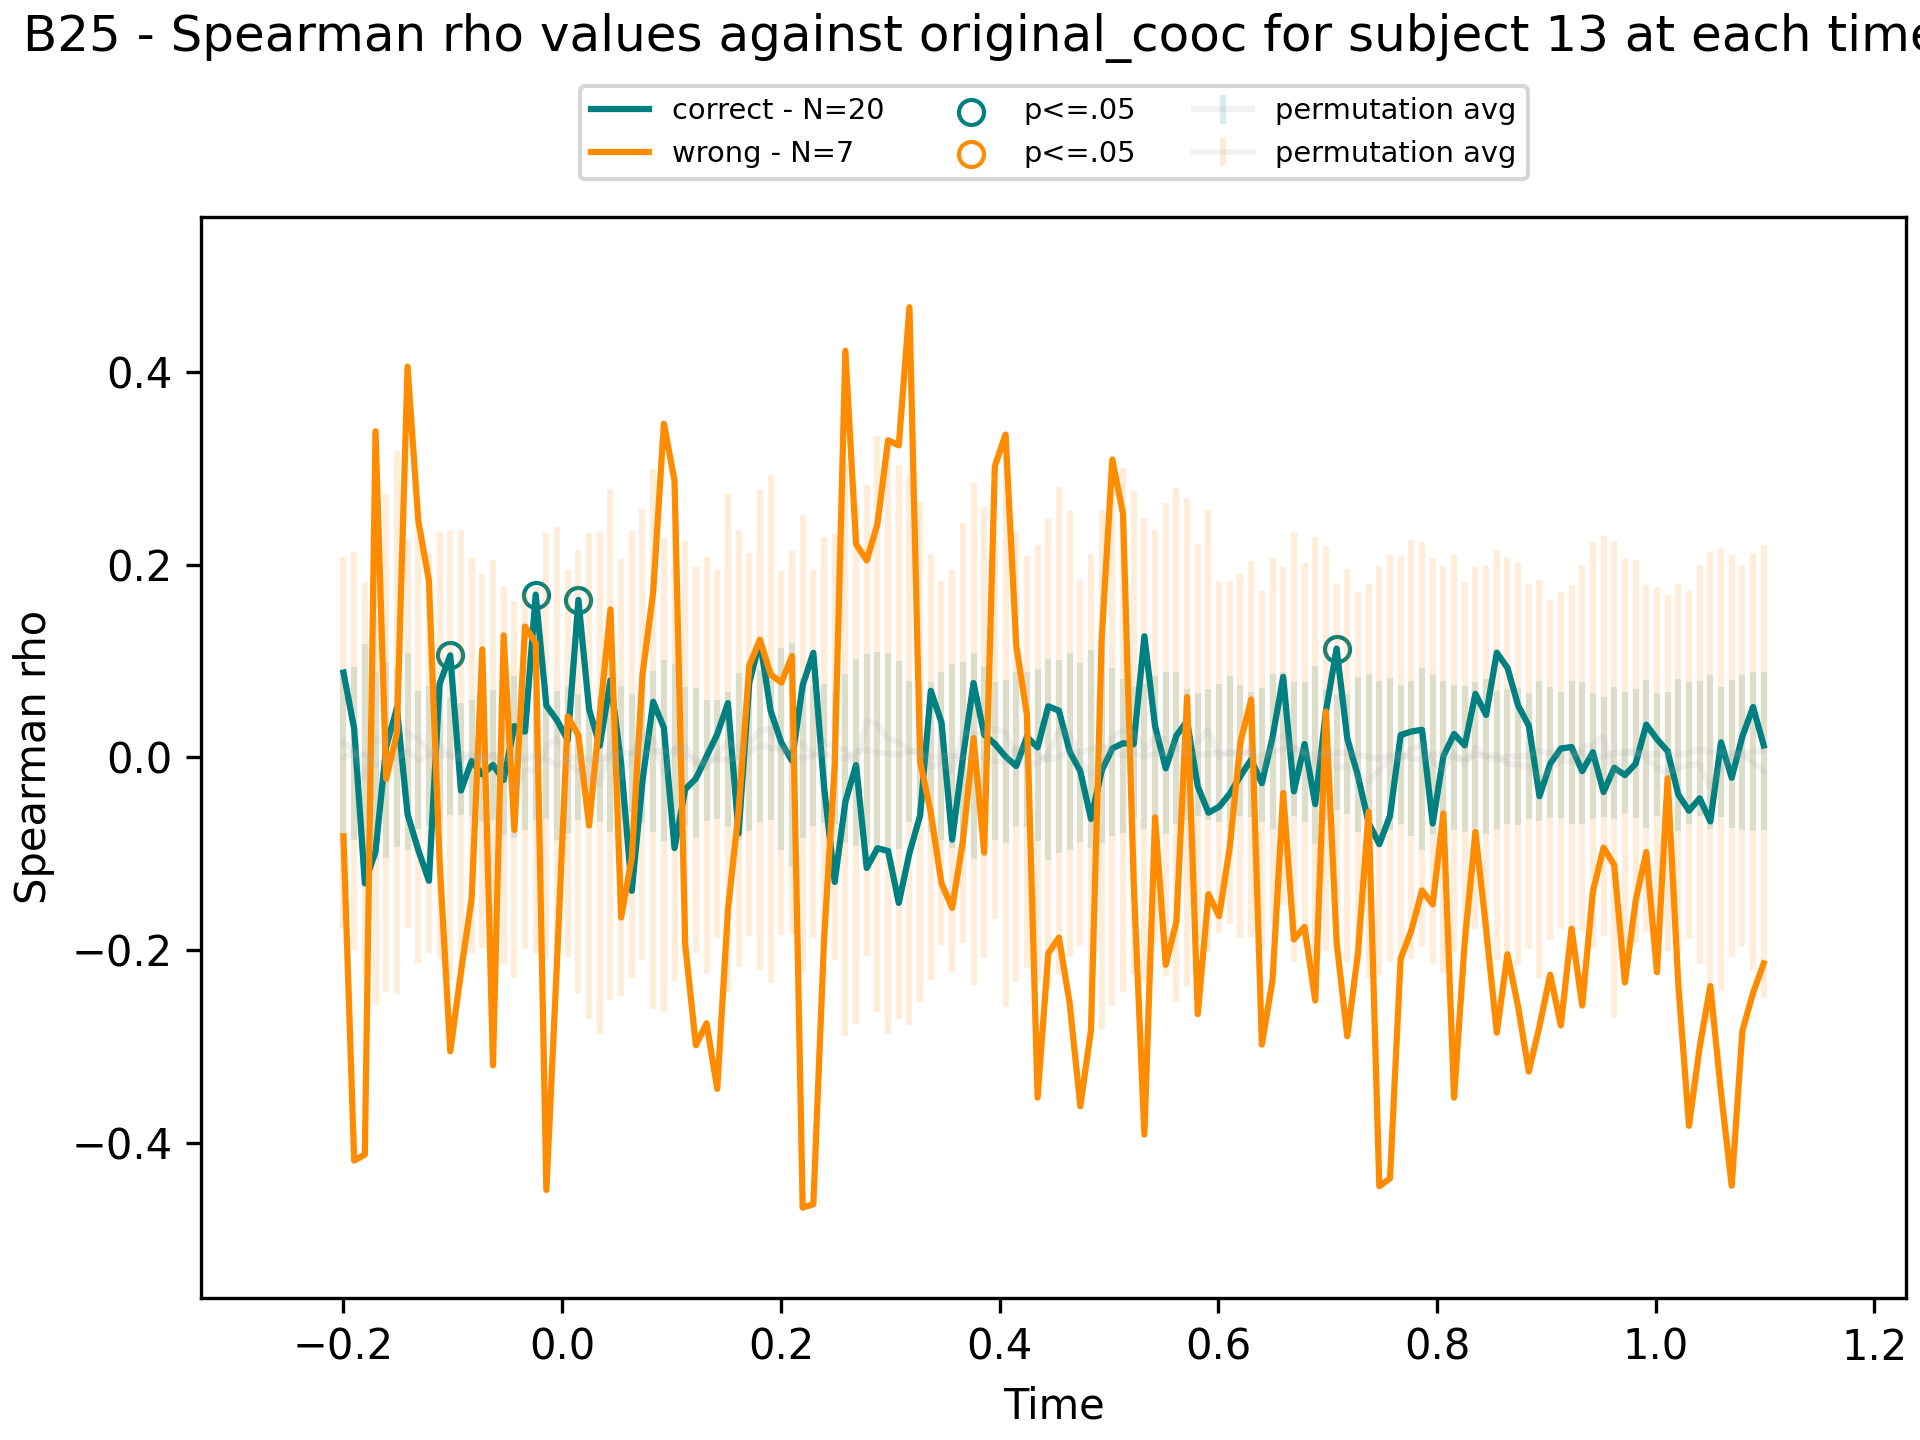 B25 - Spearman rho values against original_cooc for subject 13 at each time
correct - N=20
wrong - N=7
p<=.05
p<=.05
permutation avg
permutation avg
Spearman rho
0.4
0.2
0.0
−0.2
−0.4
−0.2 0.0 0.2 0.4 0.6 0.8 1.0 1.2
Time